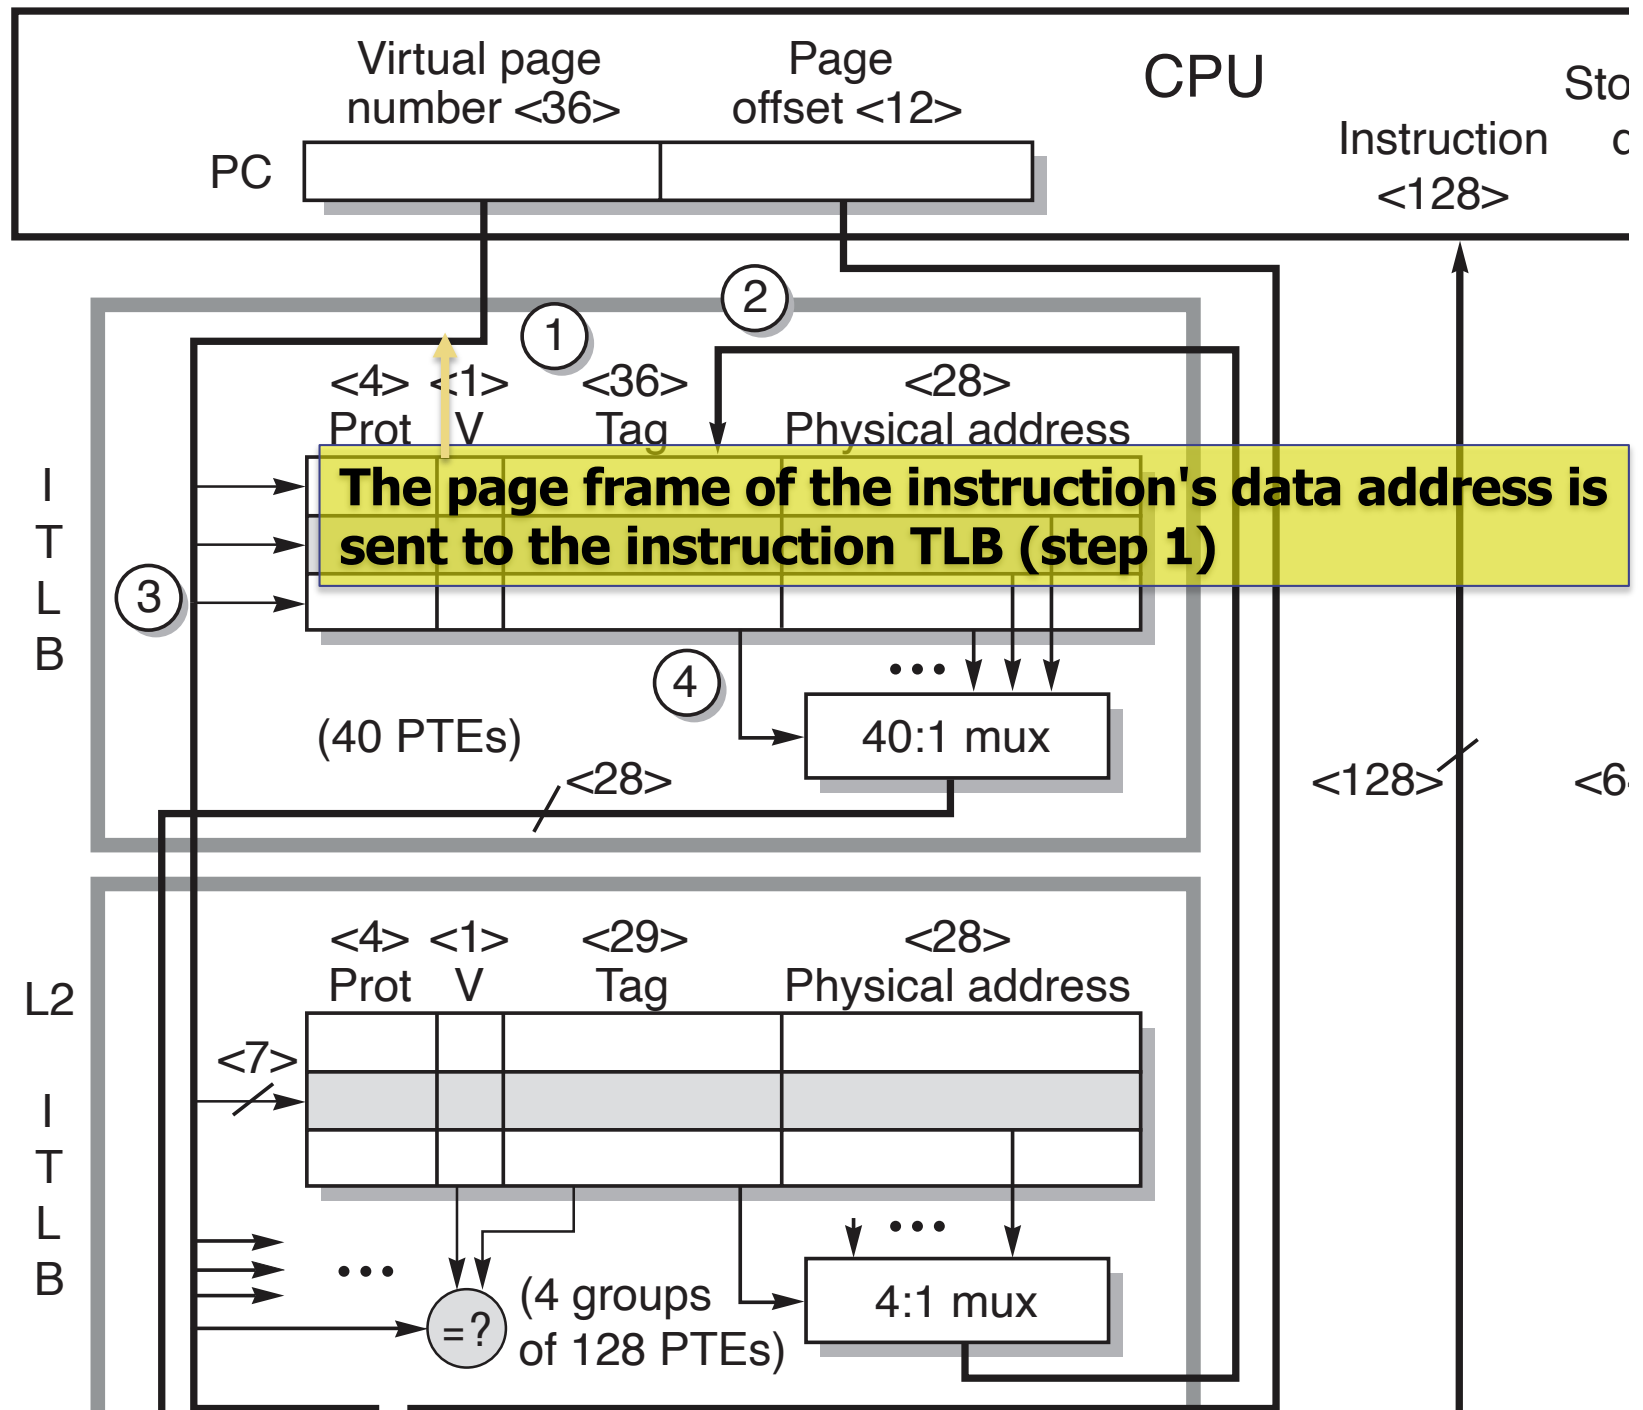 Virtual page
number <36>
Page
offset <12>
CPU
Instruction
<128>
PC
1
2
<4> <1> <36> <28>
Prot V Tag Physical address
The page frame of the instruction's data address is
sent to the instruction TLB (step 1)
I
T
L
B
3
4
•••
(40 PTEs)
40:1 mux
<28>
<128>
<4> <1> <29> <28>
Prot V Tag Physical address
L2
I
T
L
B
<7>
•••
•••
=?
(4 groups
of 128 PTEs)
4:1 mux